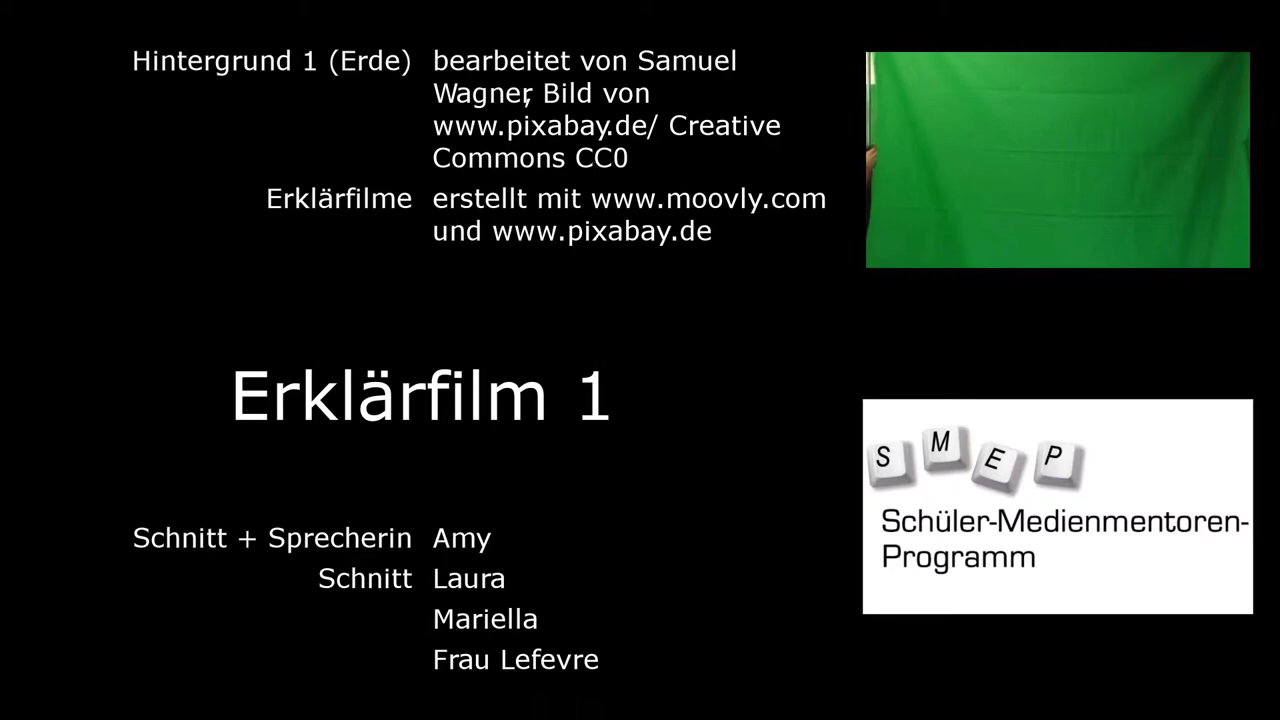 Hintergrund 1 (Erde) bearbeitet von Samuel
Wagner, Bild von
www.pixabay.de/ Creative
Commons CC0
Erklärfilme erstellt mit www.moovly.com
und www.pixabay.de
Erklärfilm 1
Schnitt + Sprecherin Amy
Schnitt Laura
Mariella
Frau Lefevre
S M E P
Schüler-Medienmentoren-
Programm